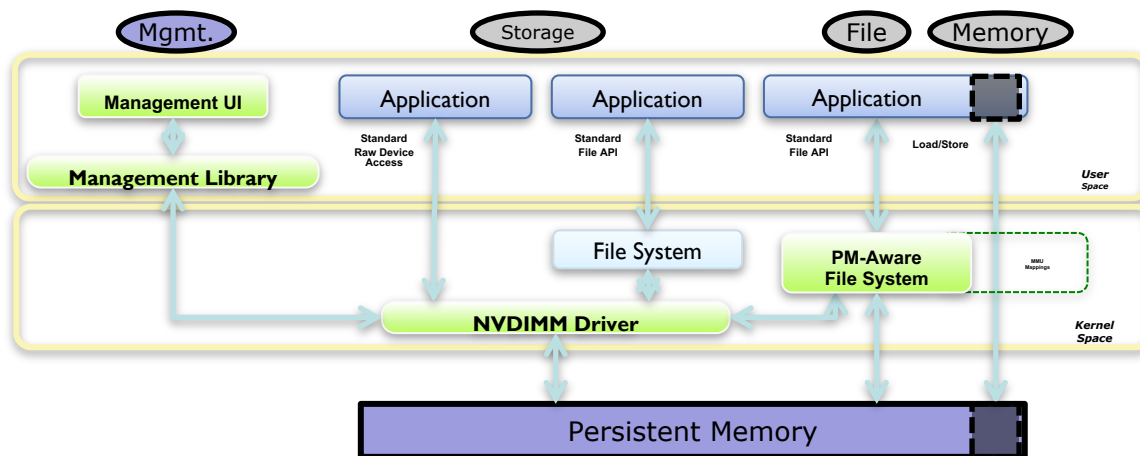 Mgmt.
Storage
File
Memory
Management UI
Application
Application
Application
Standard
Raw Device
Access
Standard
File API
Standard
File API
Load/Store
Management Library
User
Space
File System
PM-Aware
File System
MMU
Mappings
NVDIMM Driver
Kernel
Space
Persistent Memory